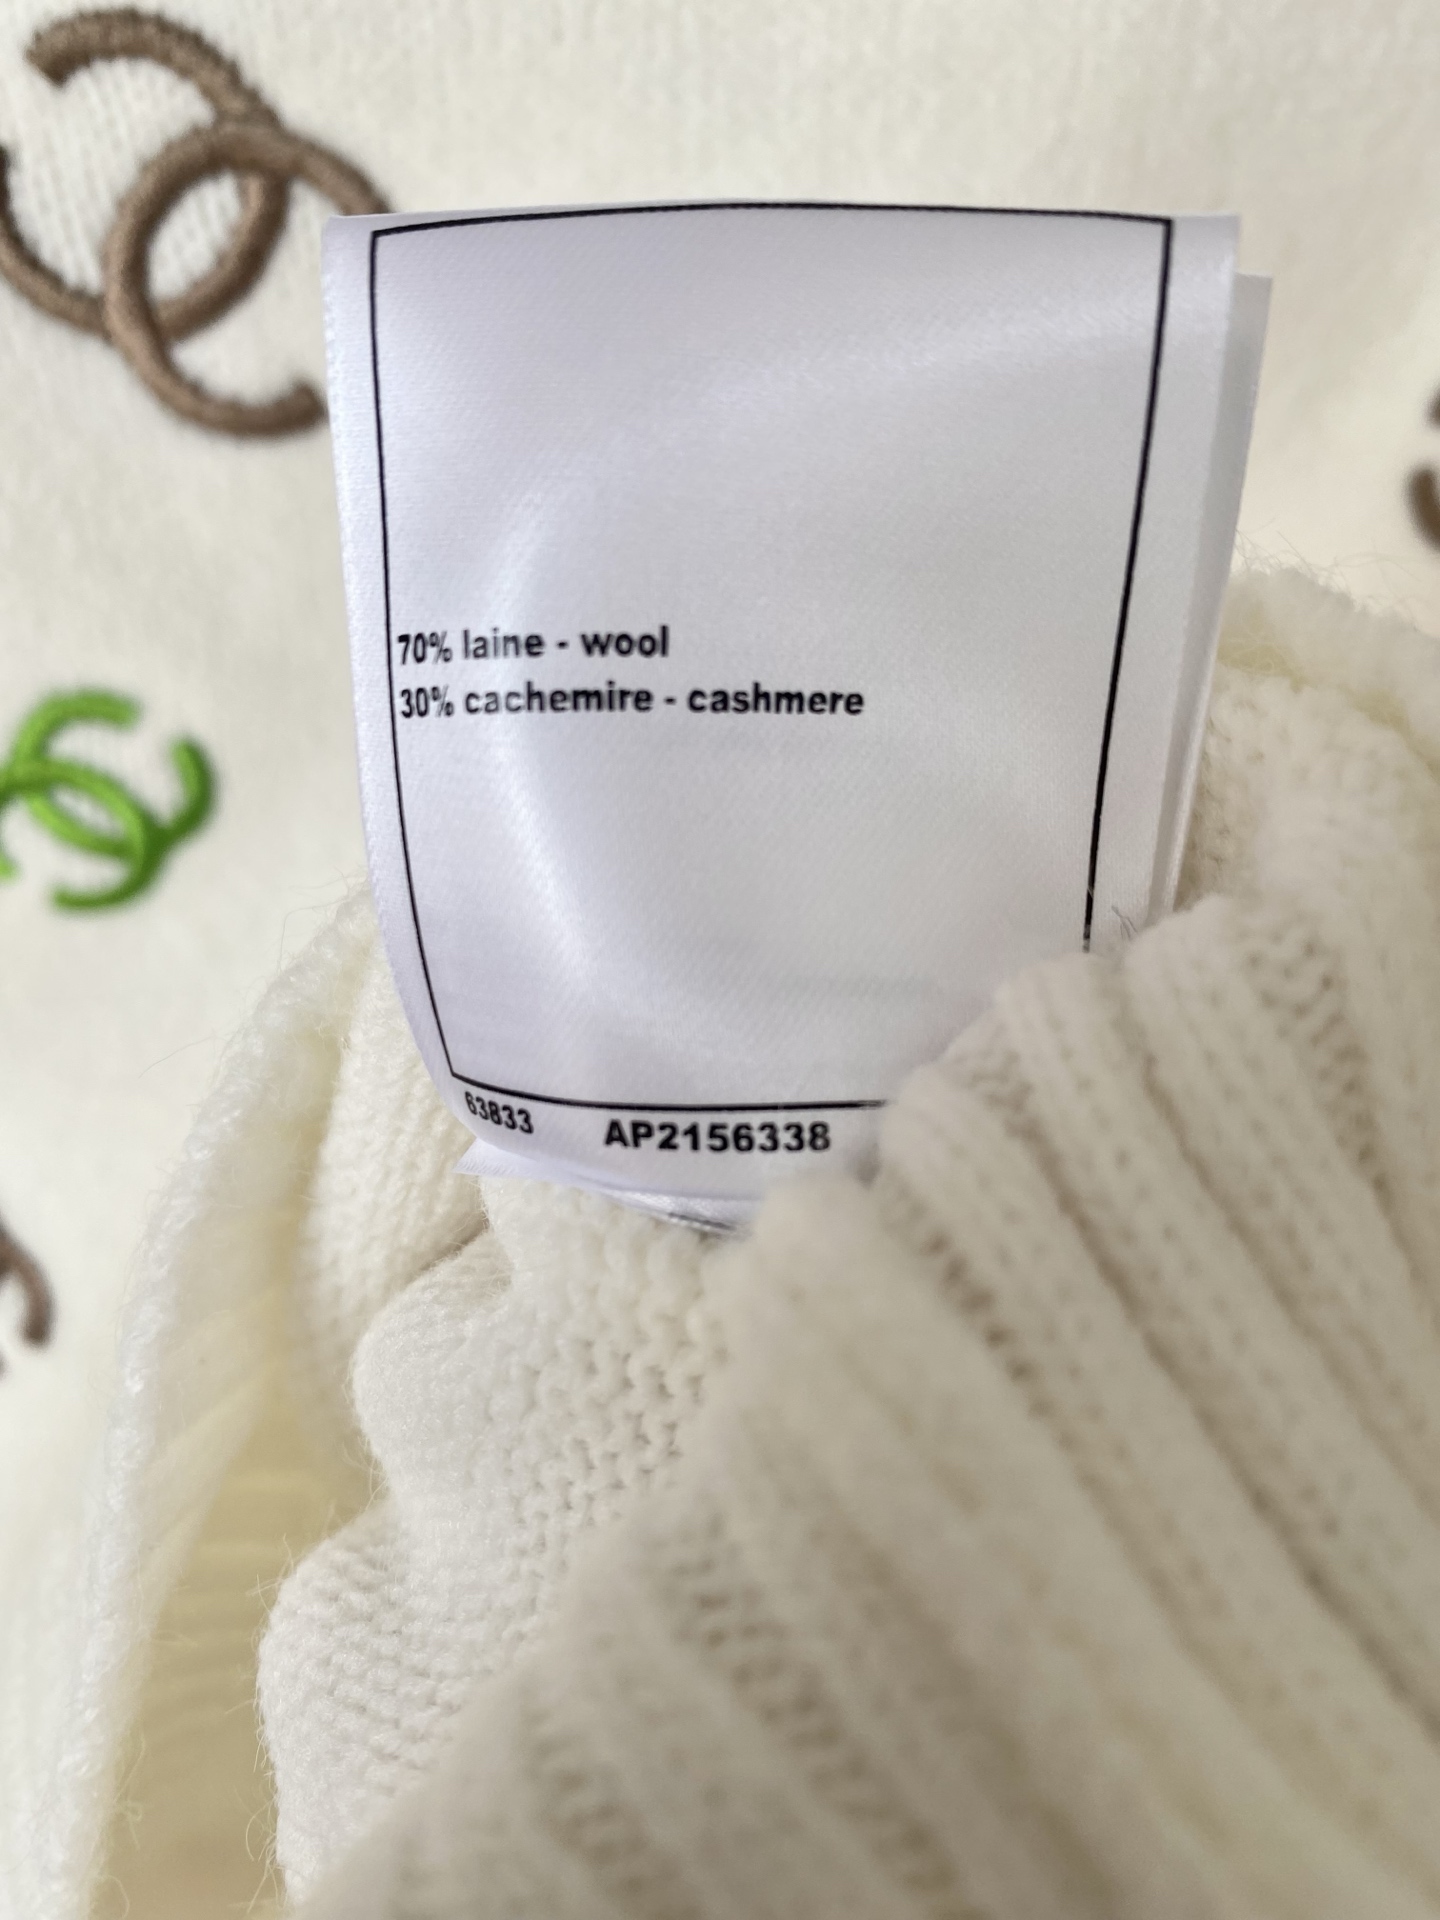 70% laine - wool
30% cachemire - cashmere
63833 AP2156338